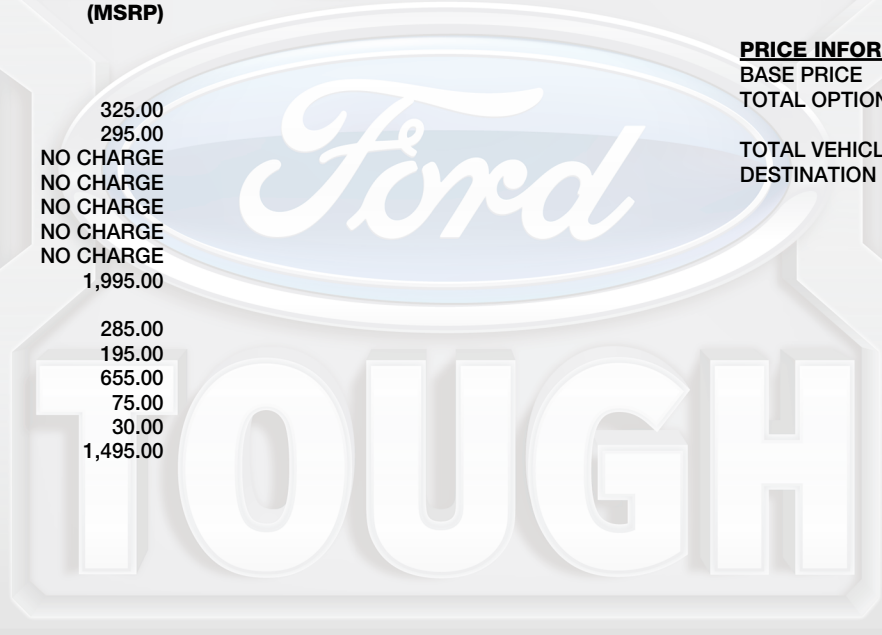 (MSRP)
325.00
295.00
NO CHARGE
NO CHARGE
NO CHARGE
NO CHARGE
NO CHARGE
1,995.00
285.00
195.00
655.00
75.00
30.00
1,495.00
PRICE INFOR
BASE PRICE
TOTAL OPTION
TOTAL VEHICL
DESTINATION
Ford
TOUGH